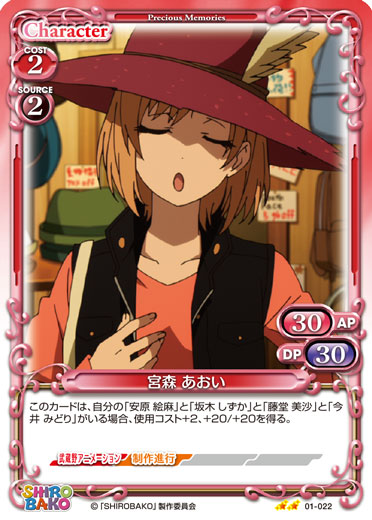 Precious Memories
Character
COST
2
SOURCE
2
30 AP
DP 30
宮森 あおい
このカードは、自分の「安原 絵麻」と「坂木 しずか」と「藤堂 美沙」と「今
井 みどり」がいる場合、使用コスト+2、+20/+20を得る。
武蔵野アニメーション 制作進行
SHIRO
BAKO
© 「SHIROBAKO」製作委員会
★★ 01-022